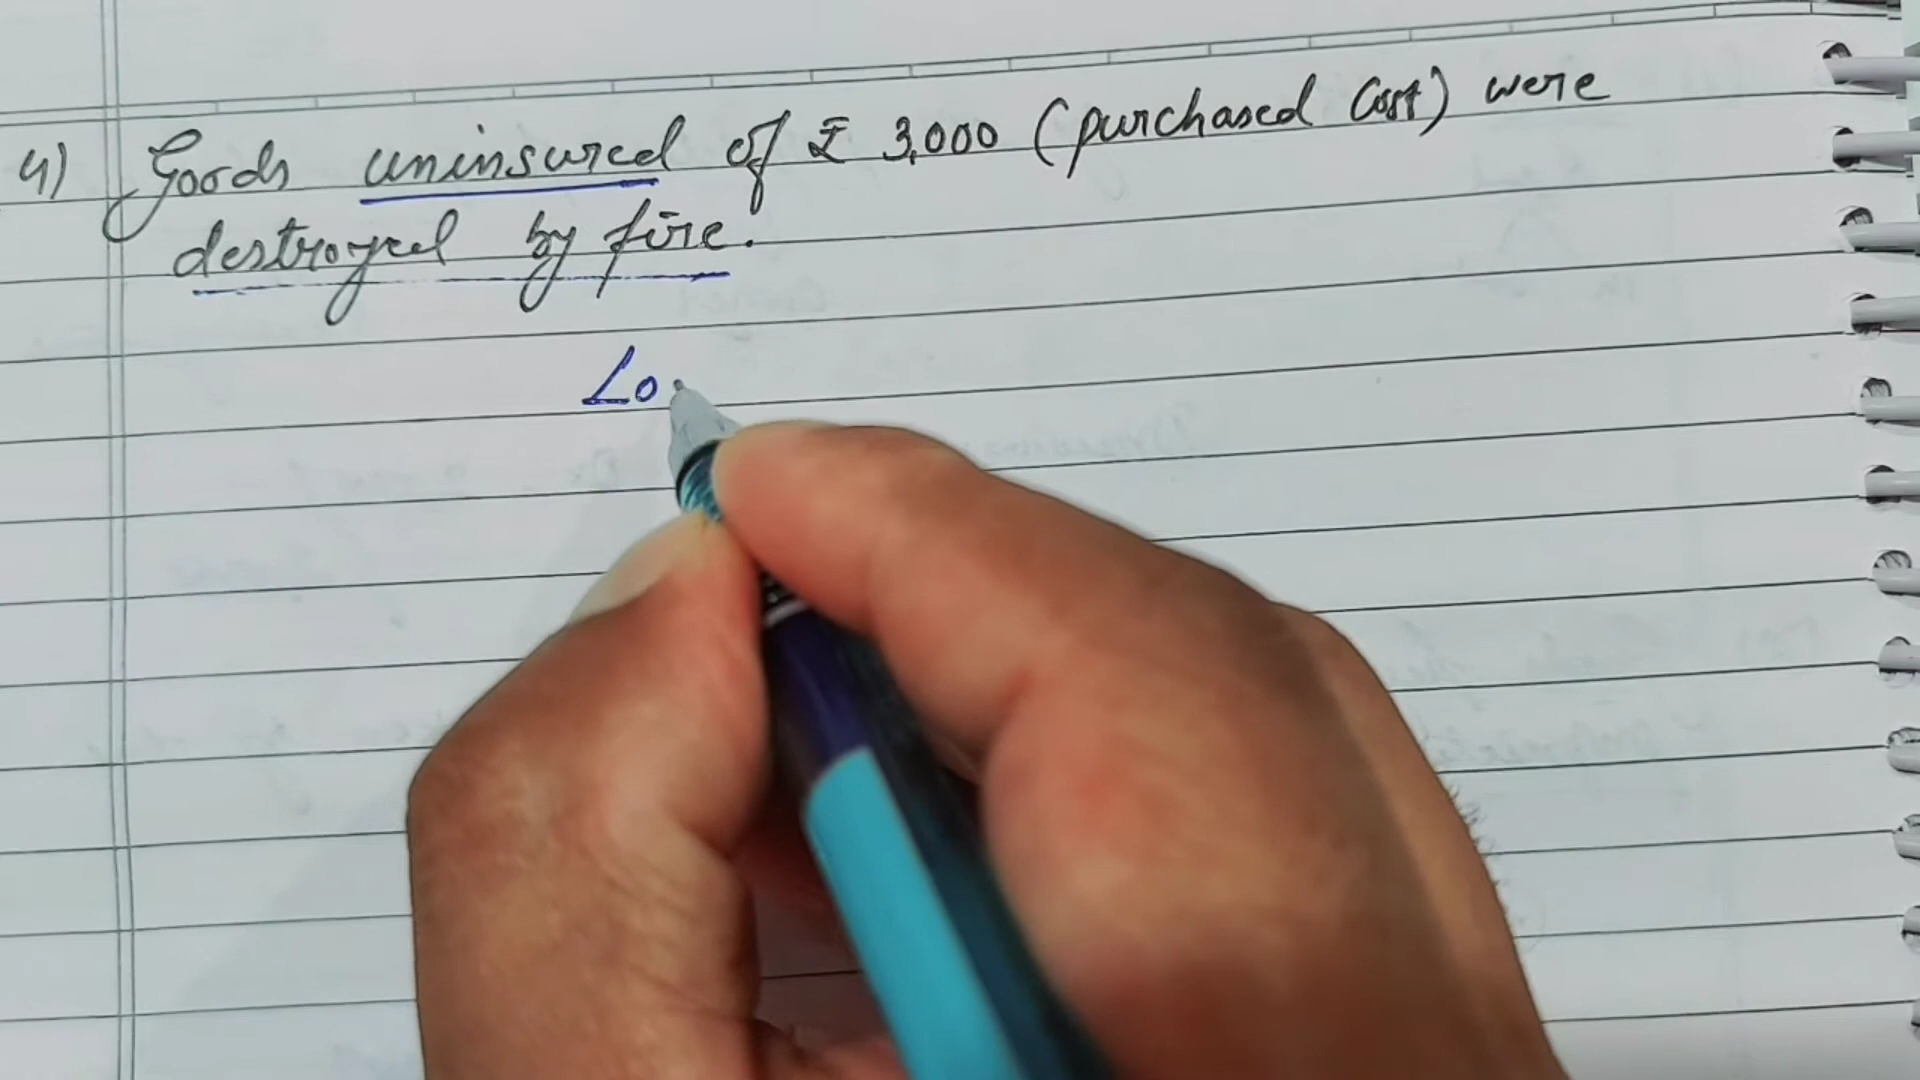 4) Goods uninsured of ₹ 3,000 (purchased Cost) were
destroyed by fire.
Lo